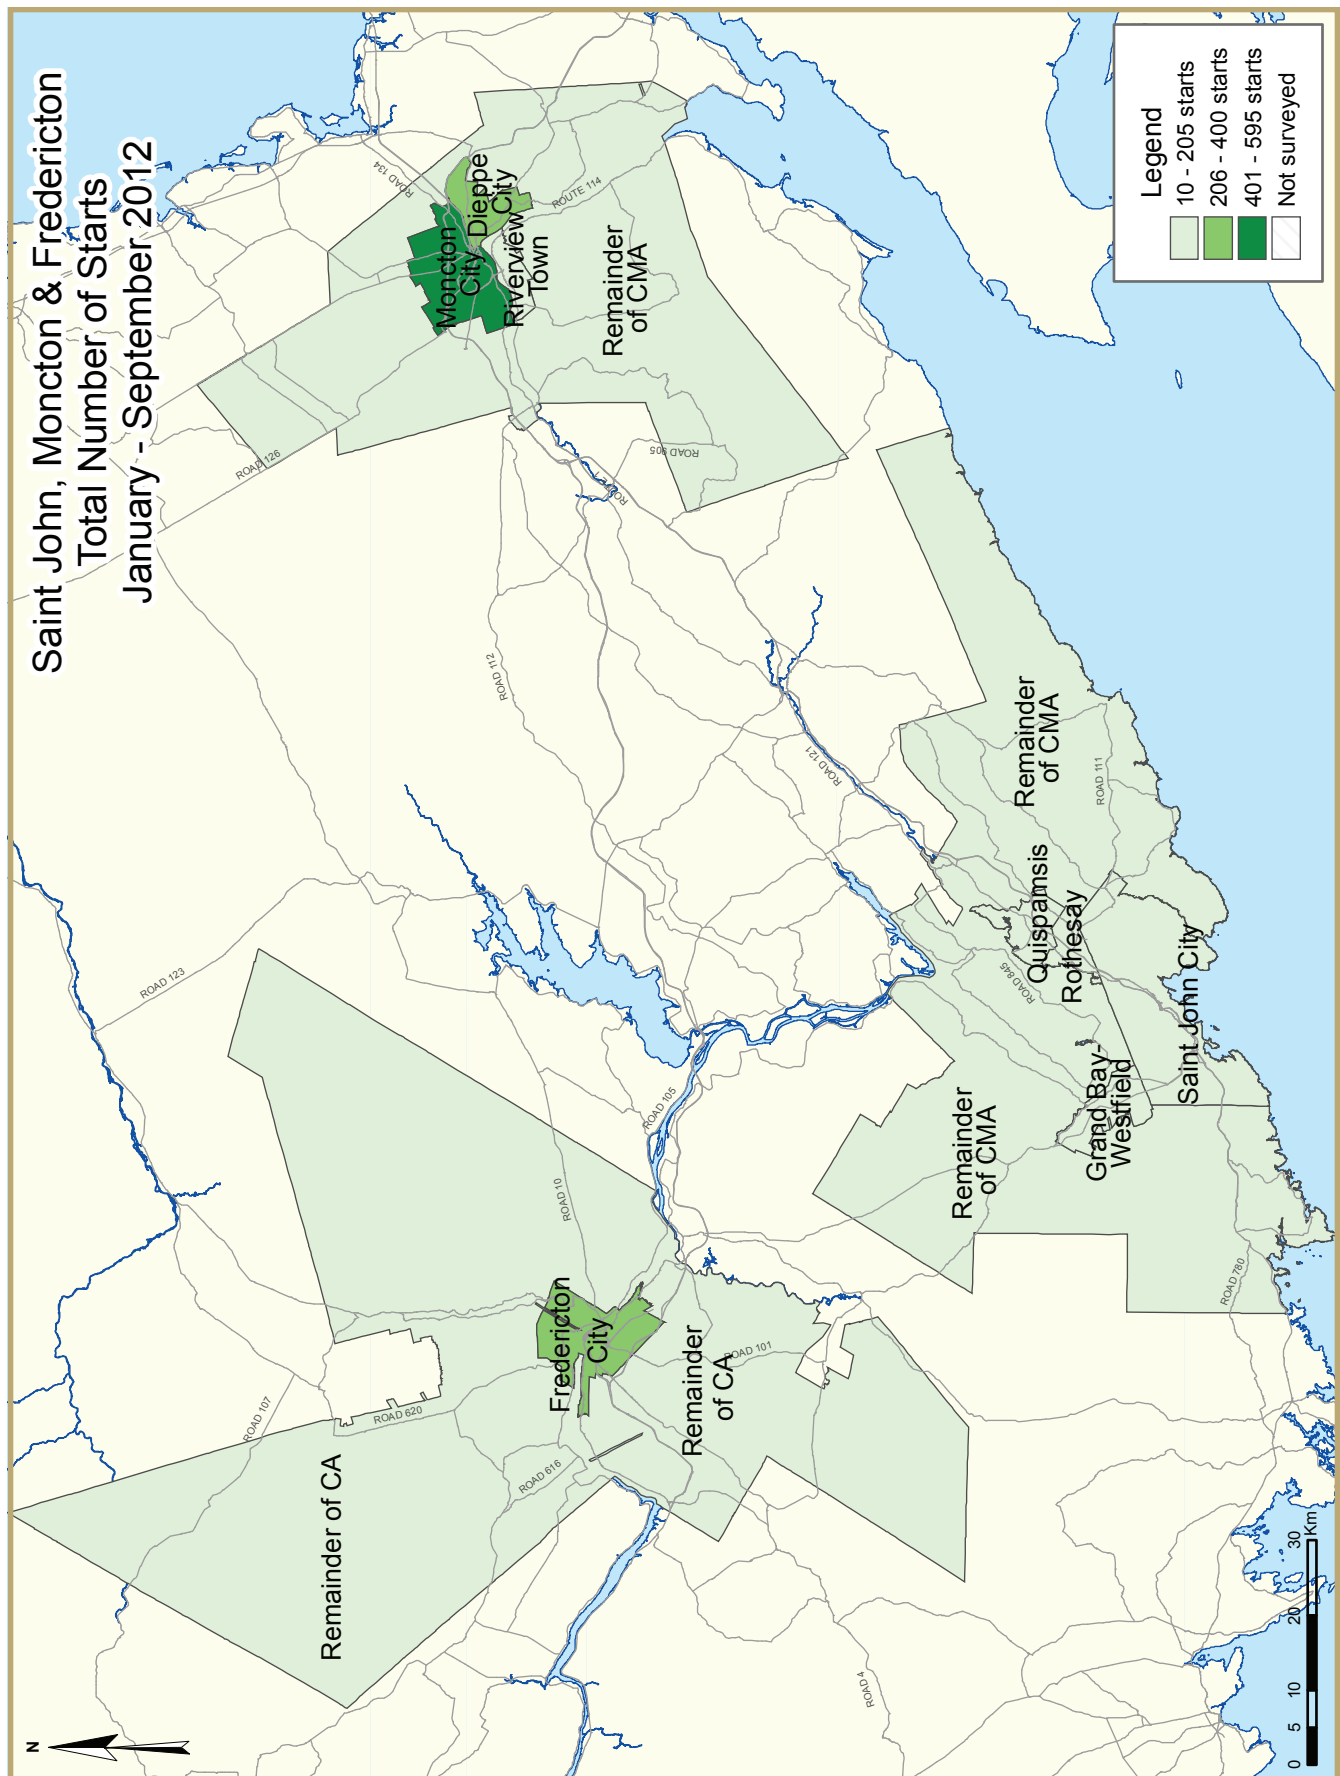 Saint John, Moncton & Fredericton
Total Number of Starts
January - September 2012
N
Legend
10 - 205 starts
206 - 400 starts
401 - 595 starts
Not surveyed
ROAD 134
Moncton
City
Dieppe
City
Riverview
Town
ROUTE 114
Remainder
of CMA
ROAD 126
ROAD 905
ROUTE 1
ROAD 112
ROAD 123
ROAD 121
Remainder
of CMA
ROAD 111
Quispamsis
Rothesay
ROAD 845
Saint John City
Grand Bay-
Westfield
Remainder
of CMA
ROAD 105
ROAD 10
ROAD 780
Fredericton
City
Remainder
of CA
ROAD 101
ROAD 107
ROAD 620
ROAD 616
Remainder of CA
ROAD 4
0 5 10 20 30
Km